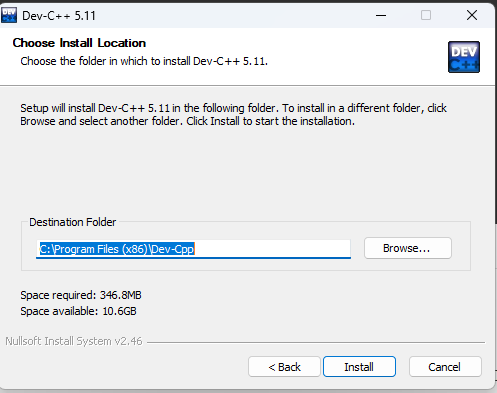 Dev-C++ 5.11
Choose Install Location
Choose the folder in which to install Dev-C++ 5.11.
DEV
C++
Setup will install Dev-C++ 5.11 in the following folder. To install in a different folder, click
Browse and select another folder. Click Install to start the installation.
Destination Folder
C:\Program Files (x86)\Dev-Cpp
Browse...
Space required: 346.8MB
Space available: 10.6GB
Nullsoft Install System v2.46
< Back
Install
Cancel